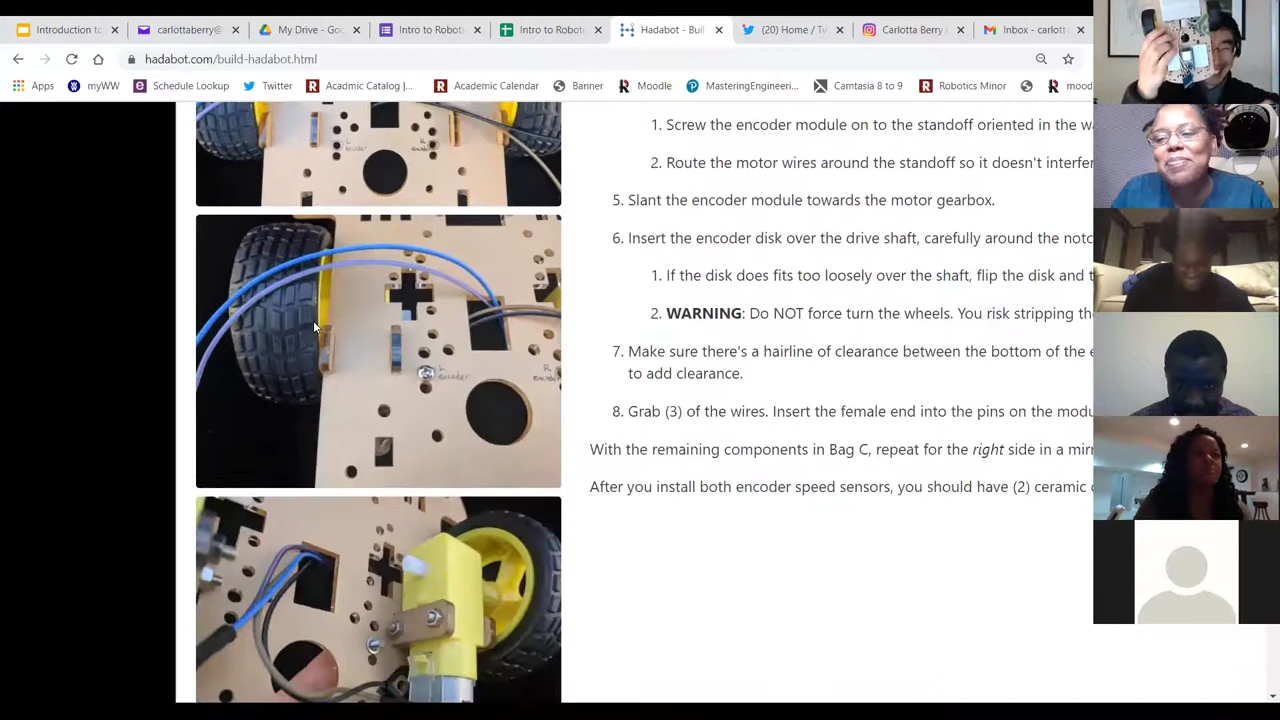 Introduction to
carlottaberry@
My Drive - Goo
Intro to Roboti
Intro to Robot
Hadabot - Buil
(20) Home / Tw
Carlotta Berry
Inbox - carlott
hadabot.com/build-hadabot.html
Apps
myWW
Schedule Lookup
Twitter
Acadmic Catalog |...
Academic Calendar
Banner
Moodle
MasteringEngineeri...
Camtasia 8 to 9
Robotics Minor
mood
1. Screw the encoder module on to the standoff oriented in the wa
2. Route the motor wires around the standoff so it doesn't interfer
5. Slant the encoder module towards the motor gearbox.
6. Insert the encoder disk over the drive shaft, carefully around the notc
1. If the disk does fits too loosely over the shaft, flip the disk and t
2. WARNING: Do NOT force turn the wheels. You risk stripping the
7. Make sure there's a hairline of clearance between the bottom of the e
to add clearance.
8. Grab (3) of the wires. Insert the female end into the pins on the modu
With the remaining components in Bag C, repeat for the right side in a mirr
After you install both encoder speed sensors, you should have (2) ceramic c
L
encoder
R